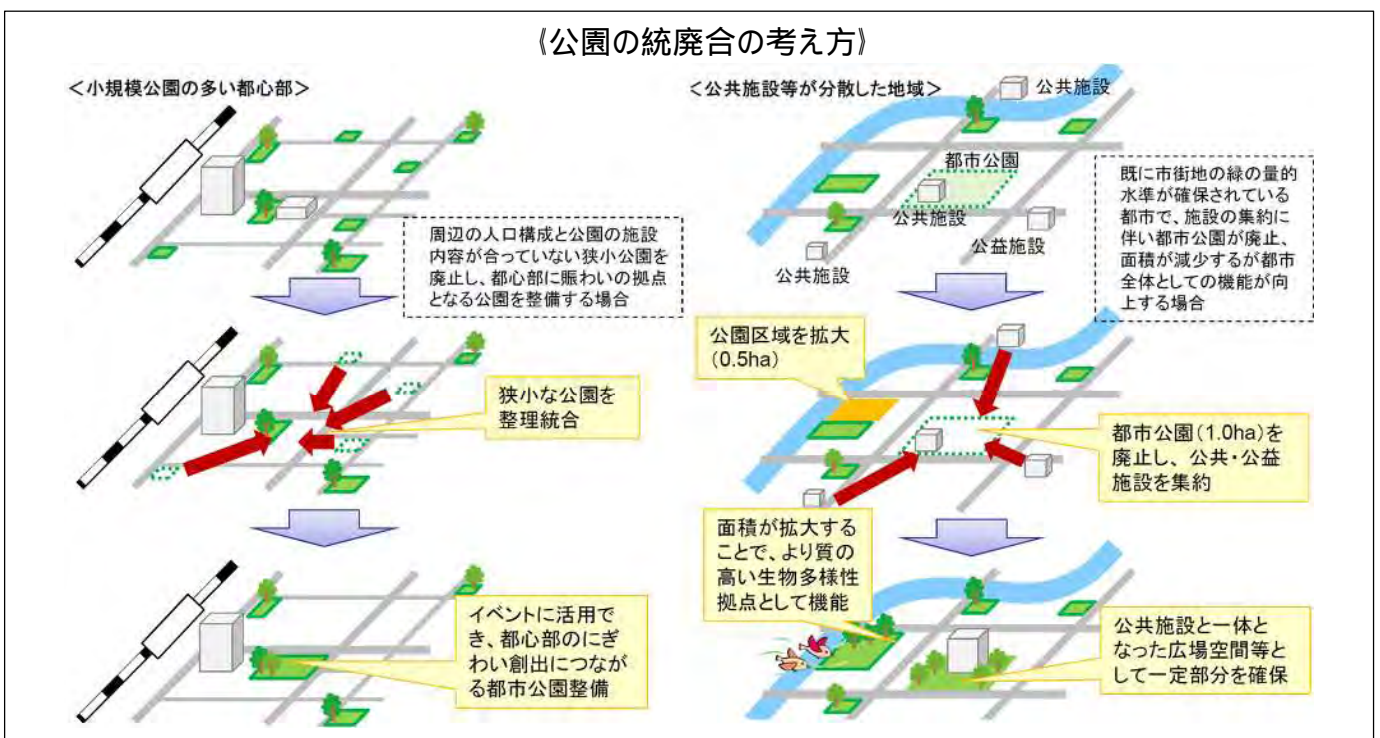 《公園の統廃合の考え方》
＜小規模公園の多い都心部＞
周辺の人口構成と公園の施設
内容が合っていない狭小公園を
廃止し、都心部に賑わいの拠点
となる公園を整備する場合
狭小な公園を
整理統合
イベントに活用で
き、都心部のにぎ
わい創出につなが
る都市公園整備
＜公共施設等が分散した地域＞
公共施設
都市公園
公共施設
公益施設
公共施設
既に市街地の緑の量的
水準が確保されている
都市で、施設の集約に
伴い都市公園が廃止、
面積が減少するが都市
全体としての機能が向
上する場合
公園区域を拡大
（0.5ha）
都市公園（1.0ha）を
廃止し、公共・公益
施設を集約
面積が拡大する
ことで、より質の
高い生物多様性
拠点として機能
公共施設と一体と
なった広場空間等と
して一定部分を確保